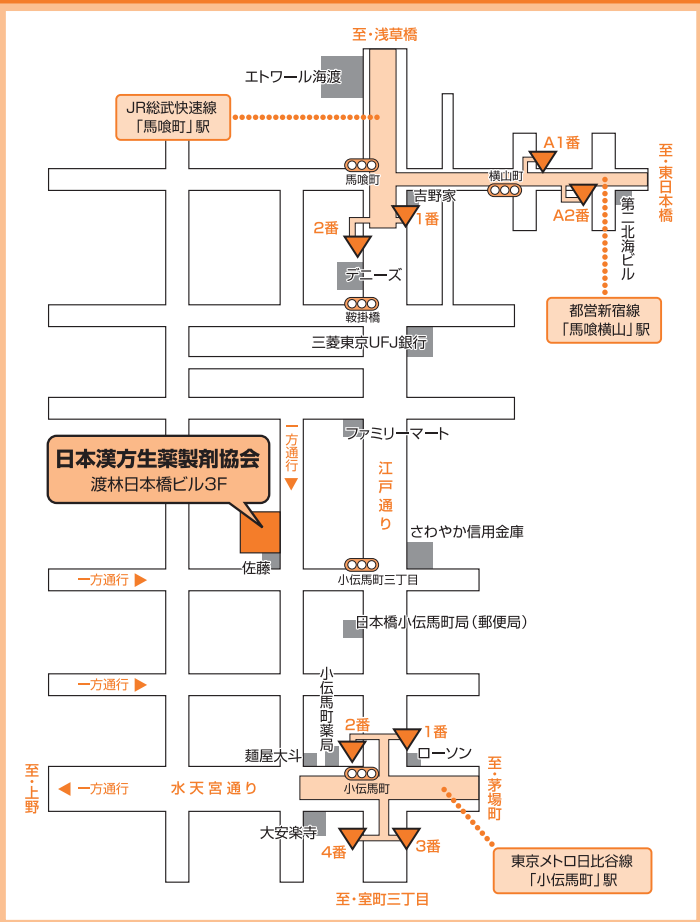 至・浅草橋
エトワール海渡
JR総武快速線
「馬喰町」駅
A1番
至・東日本橋
馬喰町
横山町
吉野家
1番
2番
A2番
第二北海ビル
デニーズ
鞍掛橋
都営新宿線
「馬喰横山」駅
三菱東京UFJ銀行
ファミリーマート
一方通行
江戸通り
日本漢方生薬製剤協会
渡林日本橋ビル3F
さわやか信用金庫
佐藤
一方通行
小伝馬町三丁目
日本橋小伝馬町局（郵便局）
一方通行
小伝馬町薬局
2番
1番
麺屋大斗
ローソン
至・上野
一方通行
水天宮通り
小伝馬町
至・茅場町
大安楽寺
4番
3番
東京メトロ日比谷線
「小伝馬町」駅
至・室町三丁目